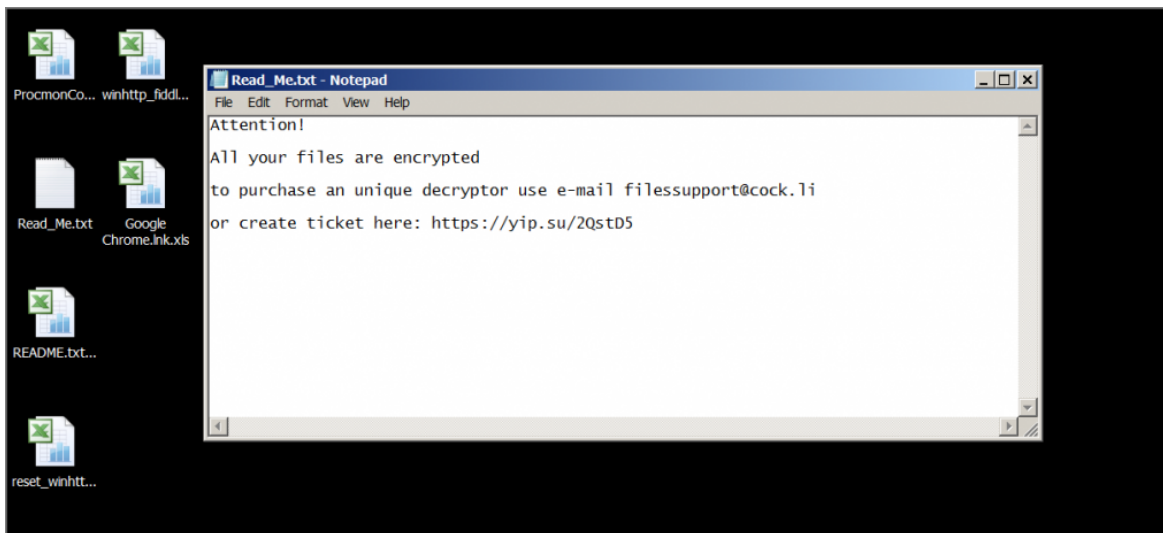 ProcmonCo... winhttp_fiddl...
Read_Me.txt - Notepad
File Edit Format View Help
Attention!
All your files are encrypted
to purchase an unique decryptor use e-mail filessupport@cock.li
or create ticket here: https://yip.su/2QstD5
Read_Me.txt
Google
Chrome.lnk.xls
README.txt...
reset_winhtt...